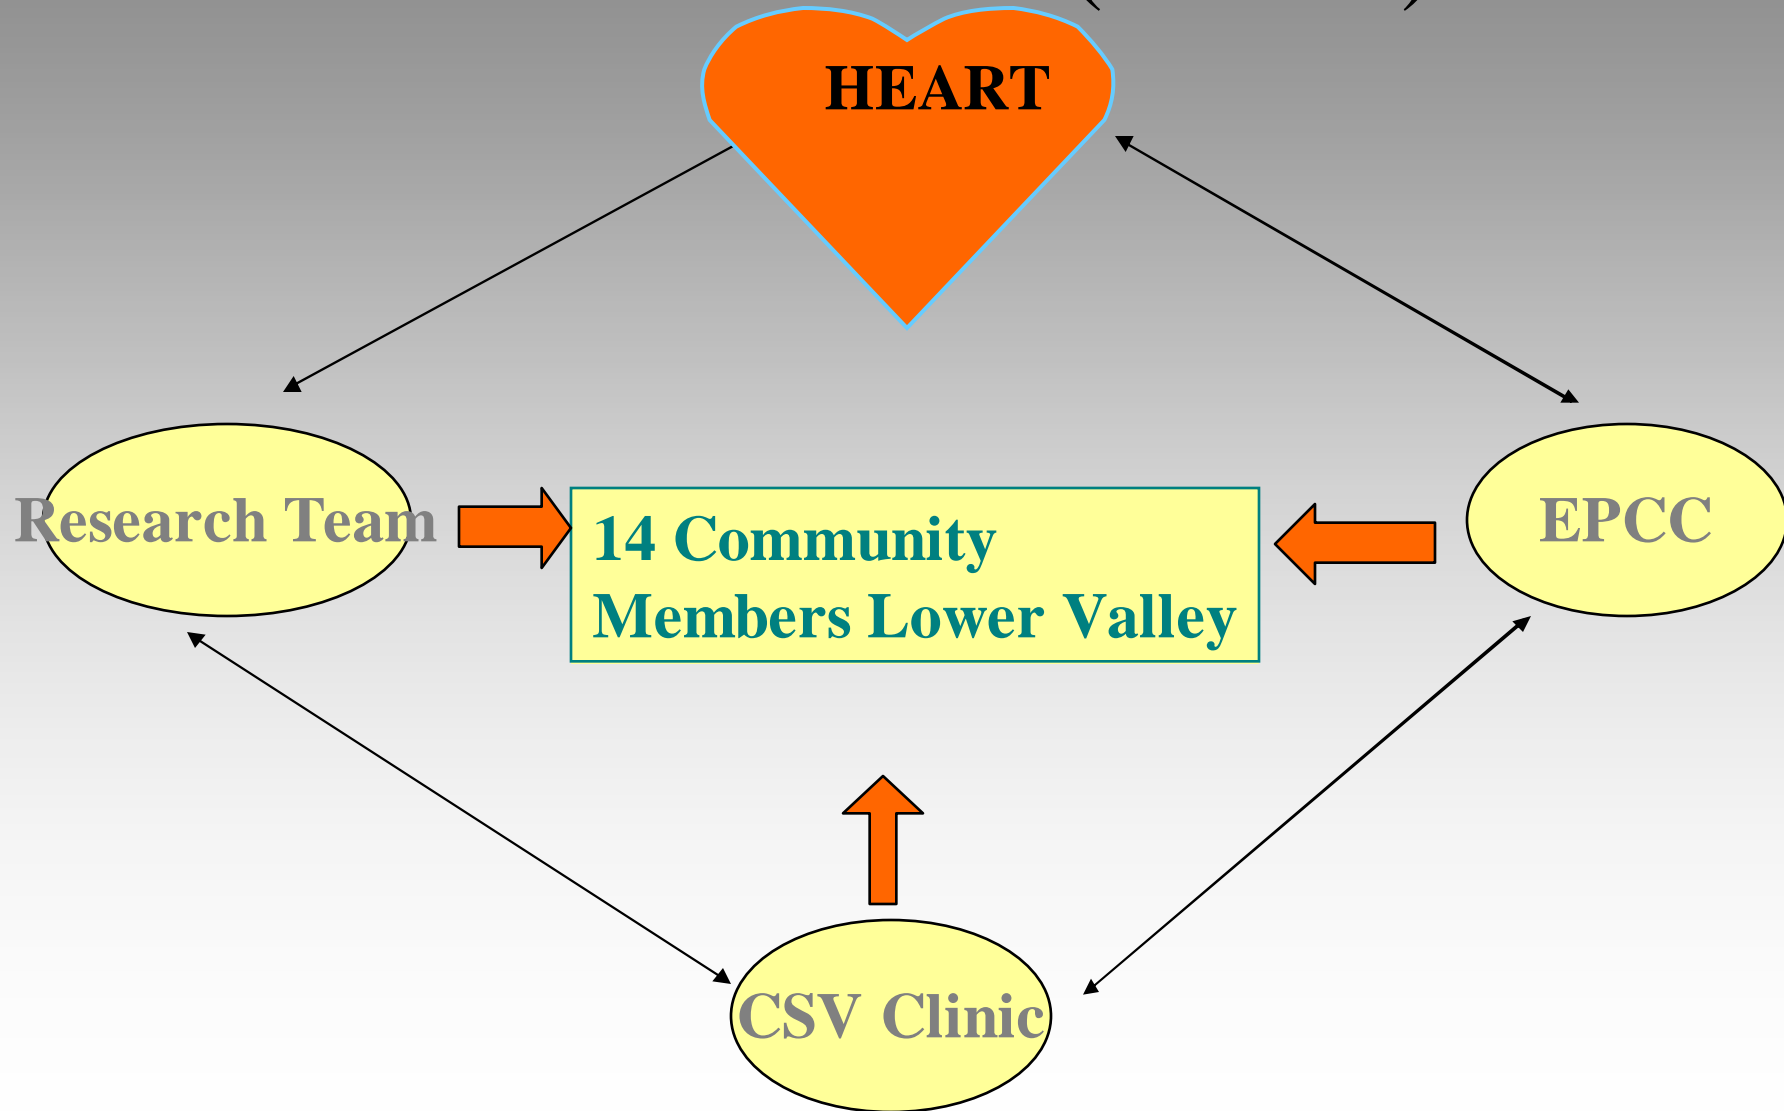 HEART
Research Team
14 Community
Members Lower Valley
EPCC
CSV Clinic